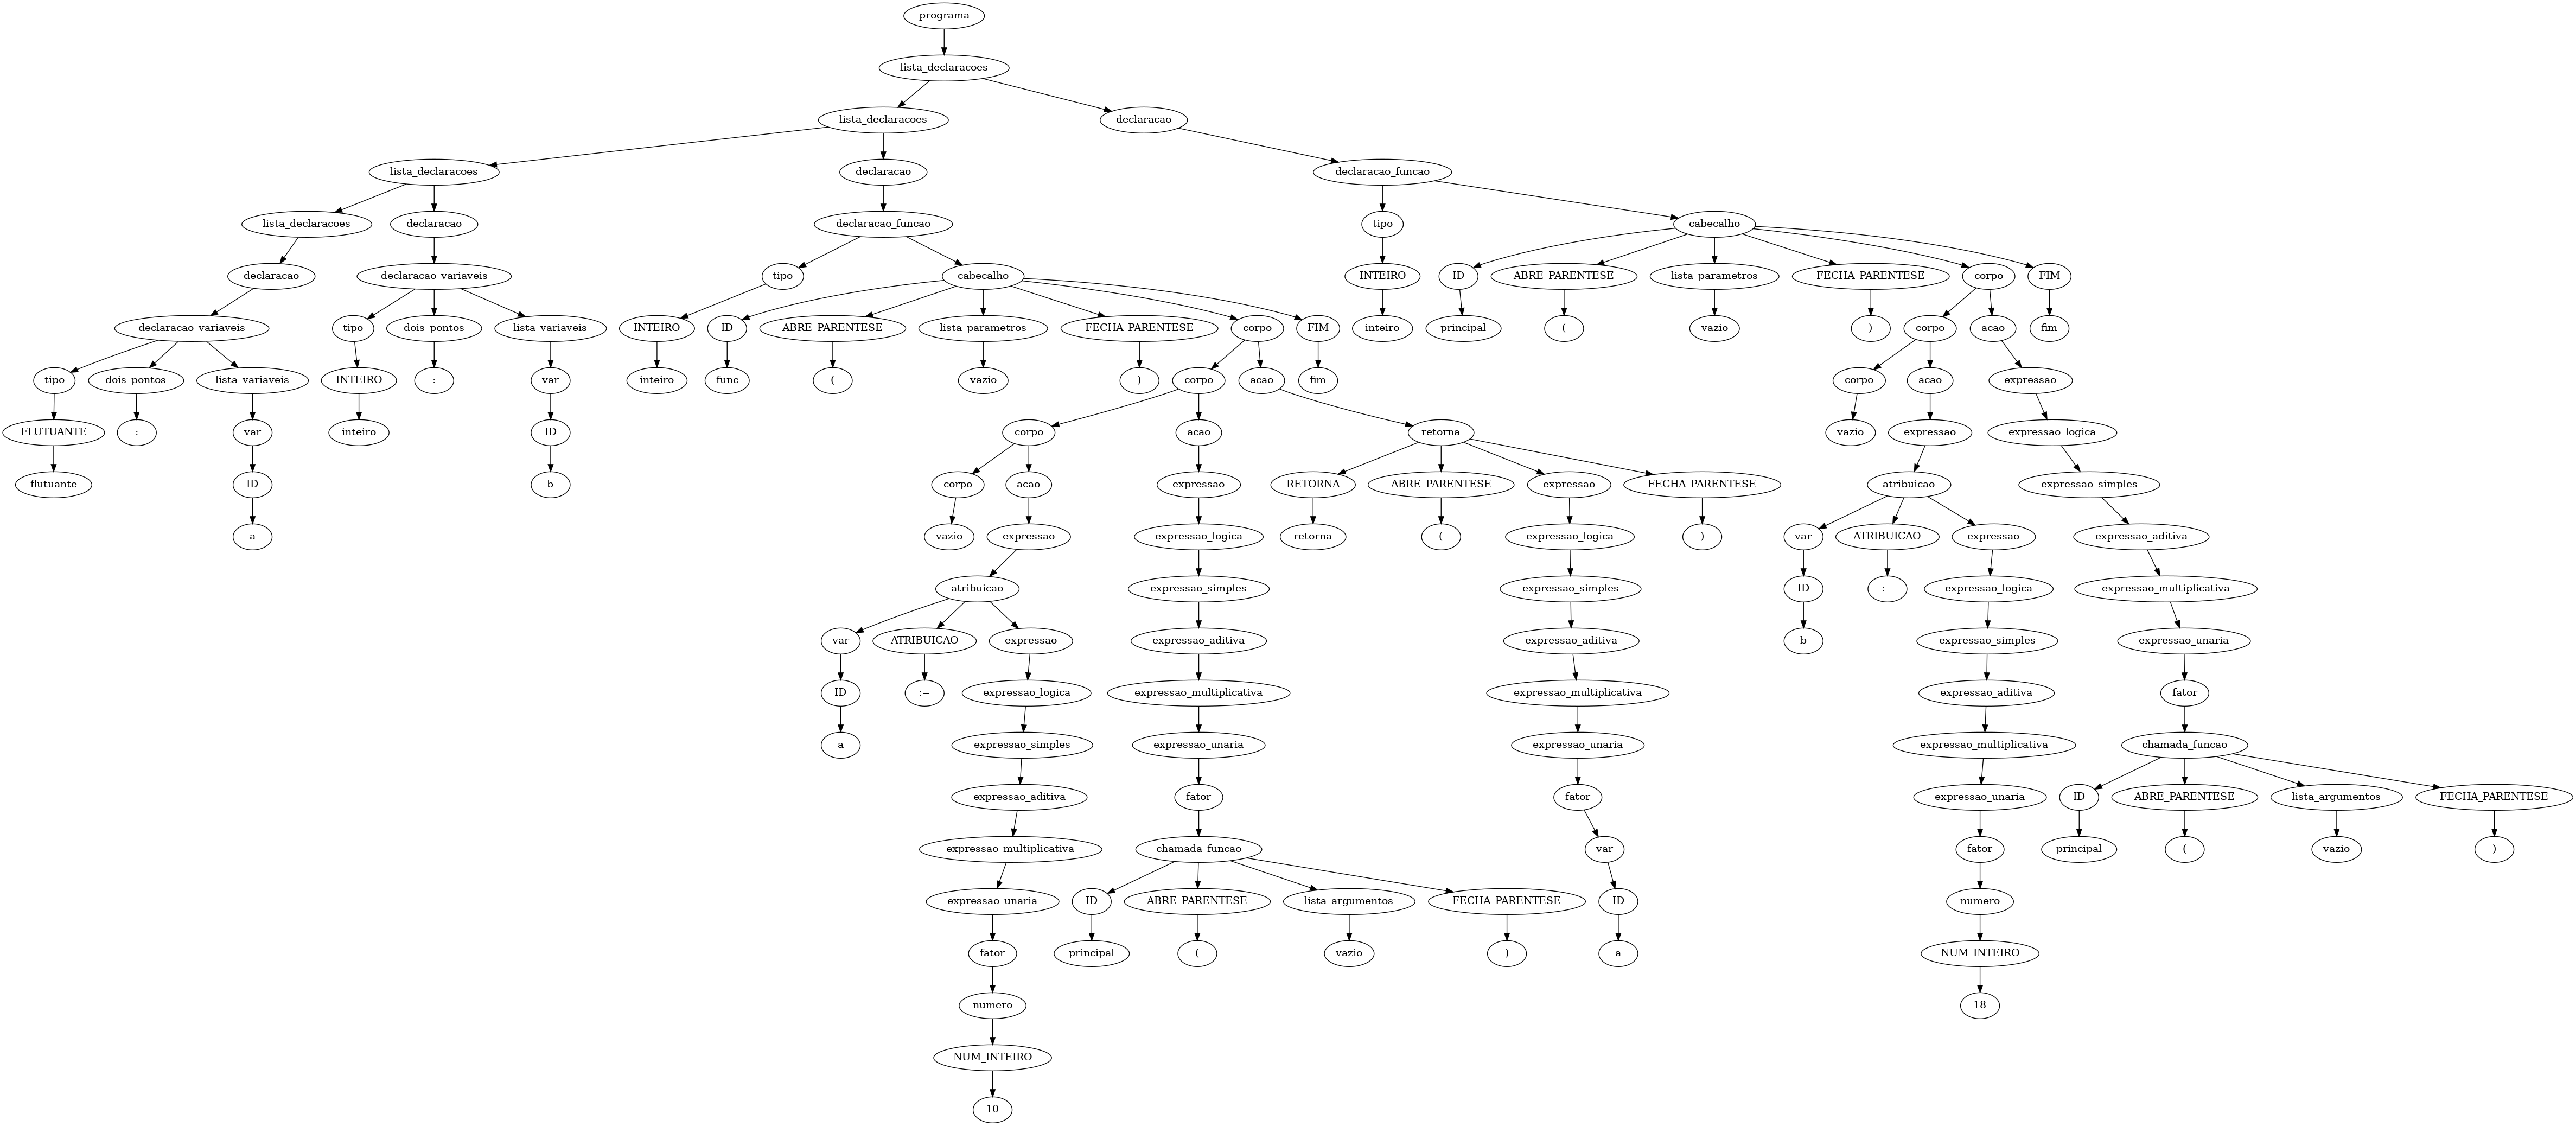 programa
lista_declaracoes
lista_declaracoes declaracao
lista_declaracoes declaracao declaracao_funcao
lista_declaracoes declaracao declaracao_funcao tipo cabecalho
declaracao declaracao_variaveis tipo cabecalho INTEIRO ID ABRE_PARENTESE lista_parametros FECHA_PARENTESE corpo FIM
declaracao_variaveis tipo dois_pontos lista_variaveis INTEIRO ID ABRE_PARENTESE lista_parametros FECHA_PARENTESE corpo FIM inteiro principal ( vazio ) corpo acao fim
tipo dois_pontos lista_variaveis INTEIRO : var inteiro func ( vazio ) corpo acao fim corpo acao expressao
FLUTUANTE : var inteiro ID corpo acao retorna vazio expressao expressao_logica
flutuante ID b corpo acao expressao RETORNA ABRE_PARENTESE expressao FECHA_PARENTESE atribuicao expressao_simples
a vazio expressao expressao_logica retorna ( expressao_logica ) var ATRIBUICAO expressao expressao_aditiva
atribuicao expressao_simples expressao_simples ID := expressao_logica expressao_multiplicativa
var ATRIBUICAO expressao expressao_aditiva expressao_aditiva b expressao_simples expressao_unaria
ID := expressao_logica expressao_multiplicativa expressao_multiplicativa expressao_aditiva fator
a expressao_simples expressao_unaria expressao_unaria expressao_multiplicativa chamada_funcao
expressao_aditiva fator fator expressao_unaria ID ABRE_PARENTESE lista_argumentos FECHA_PARENTESE
expressao_multiplicativa chamada_funcao var fator principal ( vazio )
expressao_unaria ID ABRE_PARENTESE lista_argumentos FECHA_PARENTESE ID numero
fator principal ( vazio ) a NUM_INTEIRO
numero 18
NUM_INTEIRO
10